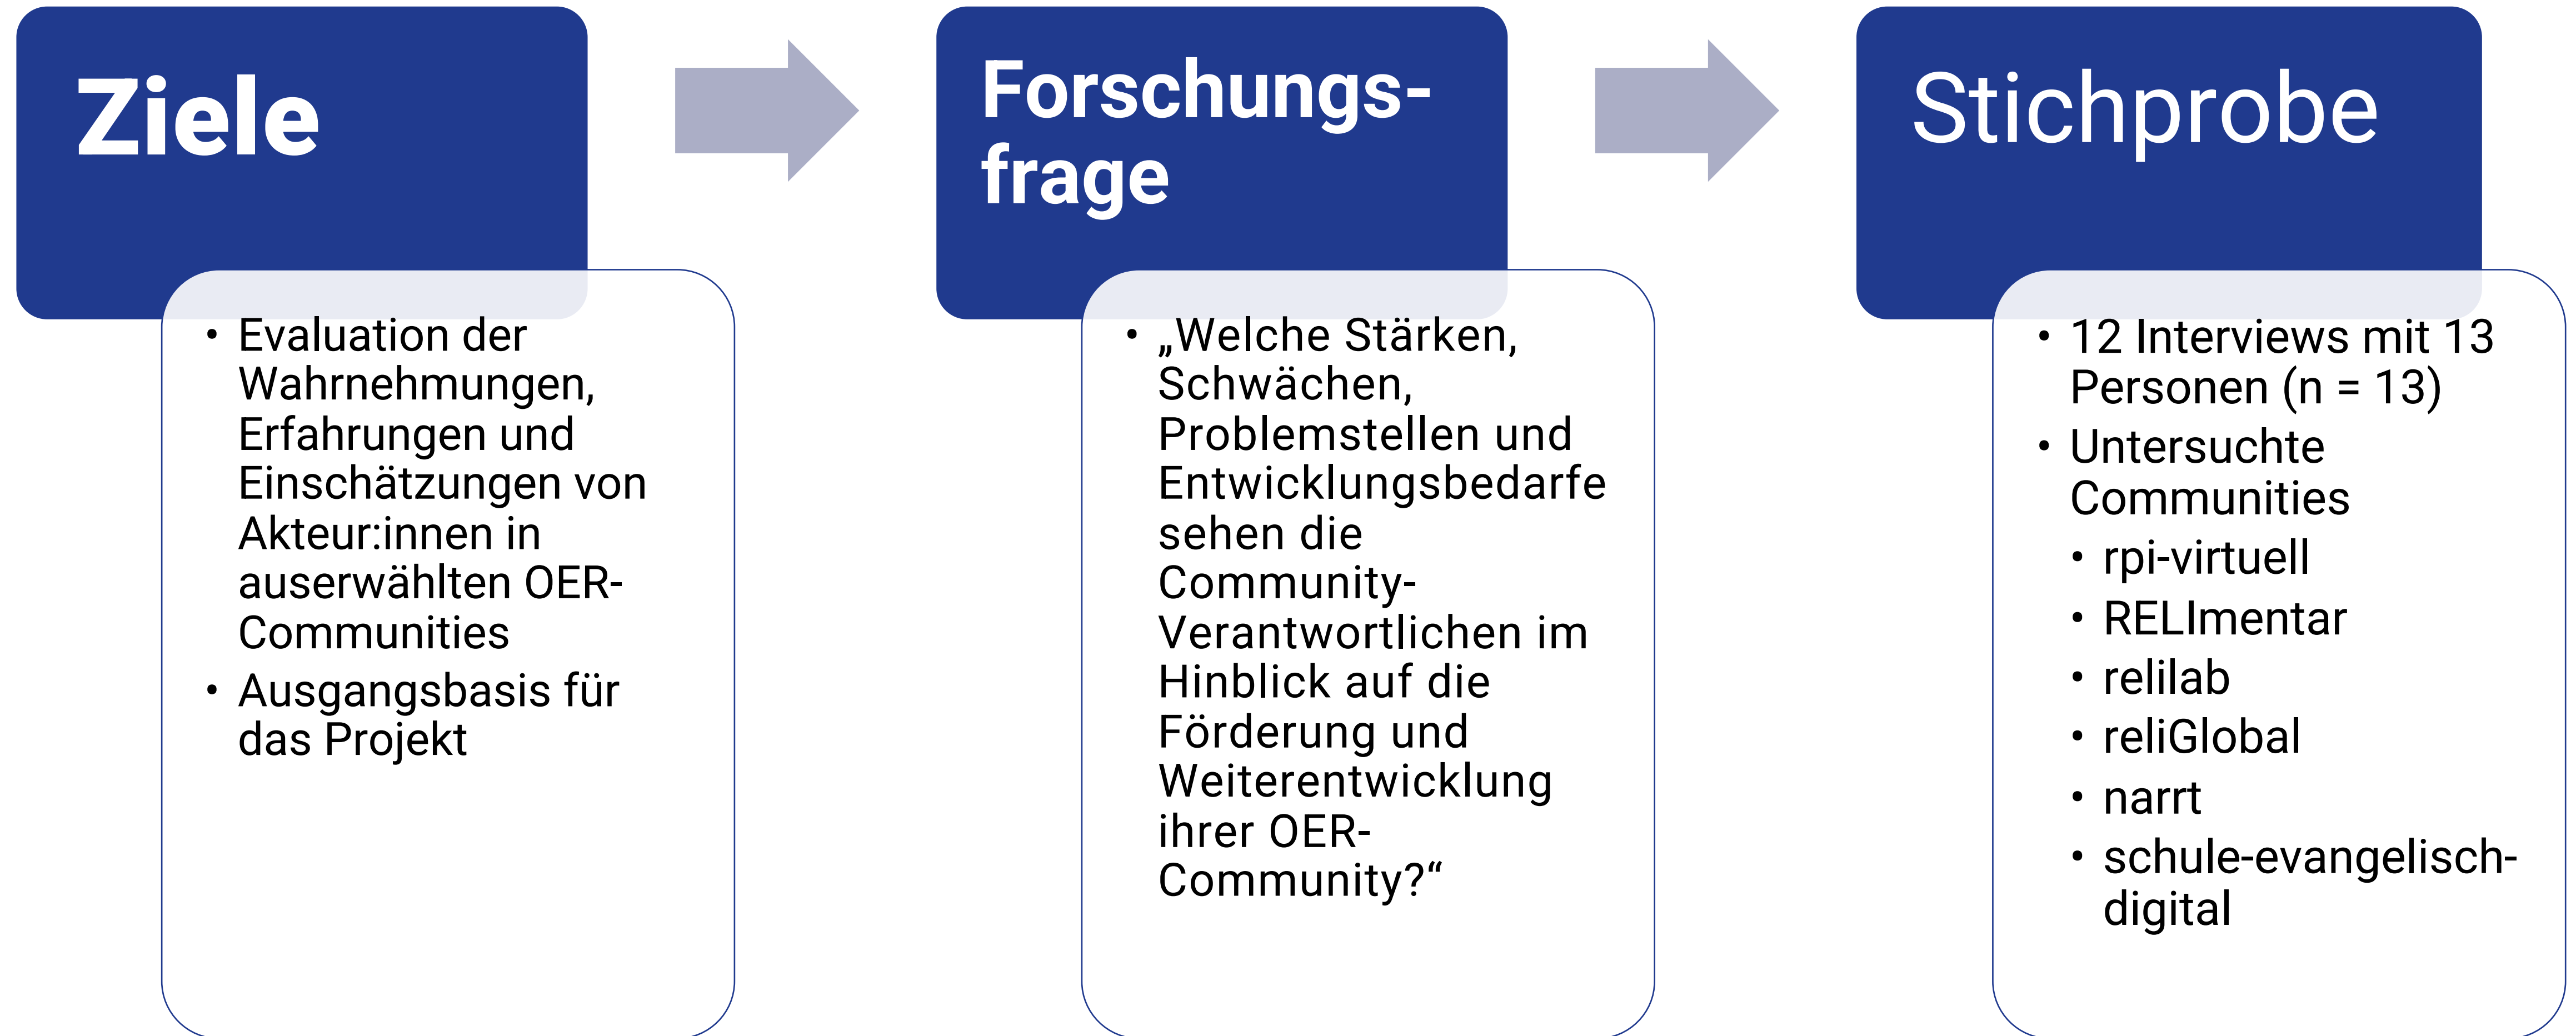 Ziele
• Evaluation der
Wahrnehmungen,
Erfahrungen und
Einschätzungen von
Akteur:innen in
auserwählten OER-
Communities
• Ausgangsbasis für
das Projekt
Forschungs-
frage
• „Welche Stärken,
Schwächen,
Problemstellen und
Entwicklungsbedarfe
sehen die
Community-
Verantwortlichen im
Hinblick auf die
Förderung und
Weiterentwicklung
ihrer OER-
Community?“
Stichprobe
• 12 Interviews mit 13
Personen (n = 13)
• Untersuchte
Communities
• rpi-virtuell
• RELImentar
• relilab
• reliGlobal
• narrt
• schule-evangelisch-
digital